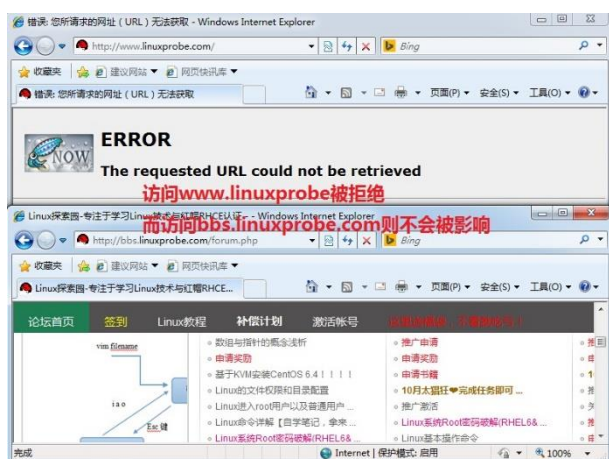 错误: 您所请求的网址（URL）无法获取 - Windows Internet Explorer
http://www.linuxprobe.com/
Bing
收藏夹
建议网站
网页快讯库
错误: 您所请求的网址（URL）无法获取
页面(P)
安全(S)
工具(O)
NOW
ERROR
The requested URL could not be retrieved
访问www.linuxprobe被拒绝
Linux探索园-专注于学习Linux技术与红帽RHCE认证- - Windows Internet Explorer
而访问bbs.linuxprobe.com则不会被影响
http://bbs.linuxprobe.com/forum.php
Bing
收藏夹
建议网站
网页快讯库
Linux探索园-专注于学习Linux技术与红帽RHCE...
页面(P)
安全(S)
工具(O)
论坛首页
签到
Linux教程
补偿计划
激活帐号
vim filename
i a o
Esc 键
数组与指针的概念浅析
申请奖励
基于KVM安装CentOS 6.4！！！！
Linux的文件权限和目录配置
Linux进入root用户以及普通用户 ...
Linux命令详解【自学笔记，拿来 ...
Linux系统Root密码破解(RHEL6& ...
推广申请
申请奖励
申请书籍
10月太猖狂❤完成任务即可 ...
推广激活
Linux系统Root密码破解(RHEL6& ...
Linux基本操作命令
完成
Internet | 保护模式: 启用
100%